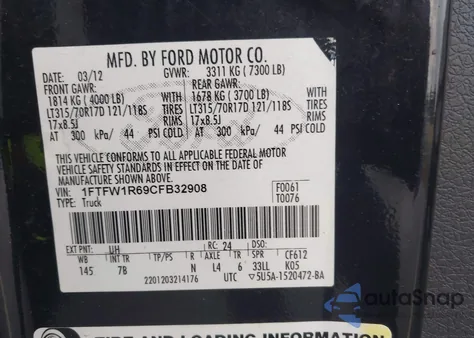 MFD. BY FORD MOTOR CO.
DATE: 03/12 GVWR: 3311 KG (7300 LB)
FRONT GAWR: REAR GAWR:
1814 KG (4000 LB) WITH 1678 KG (3700 LB) WITH
LT315/70R17D 121/118S TIRES LT315/70R17D 121/118S TIRES
17x8.5J RIMS 17x8.5J RIMS
AT 300 kPa/ 44 PSI COLD AT 300 kPa/ 44 PSI COLD
THIS VEHICLE CONFORMS TO ALL APPLICABLE FEDERAL MOTOR
VEHICLE SAFETY STANDARDS IN EFFECT ON THE DATE OF
MANUFACTURE SHOWN ABOVE.
VIN: 1FTFW1R69CFB32908 F0061
TYPE: Truck T0076
EXT PNT: UH RC: 24 DSO:
WB INT TR TP/PS R AXLE TR SPR CF612
145 7B N L4 6 33LL K05
2201203214176 UTC 5U5A-1520472-BA
TIRE AND LOADING INFORMATION
autoSnap